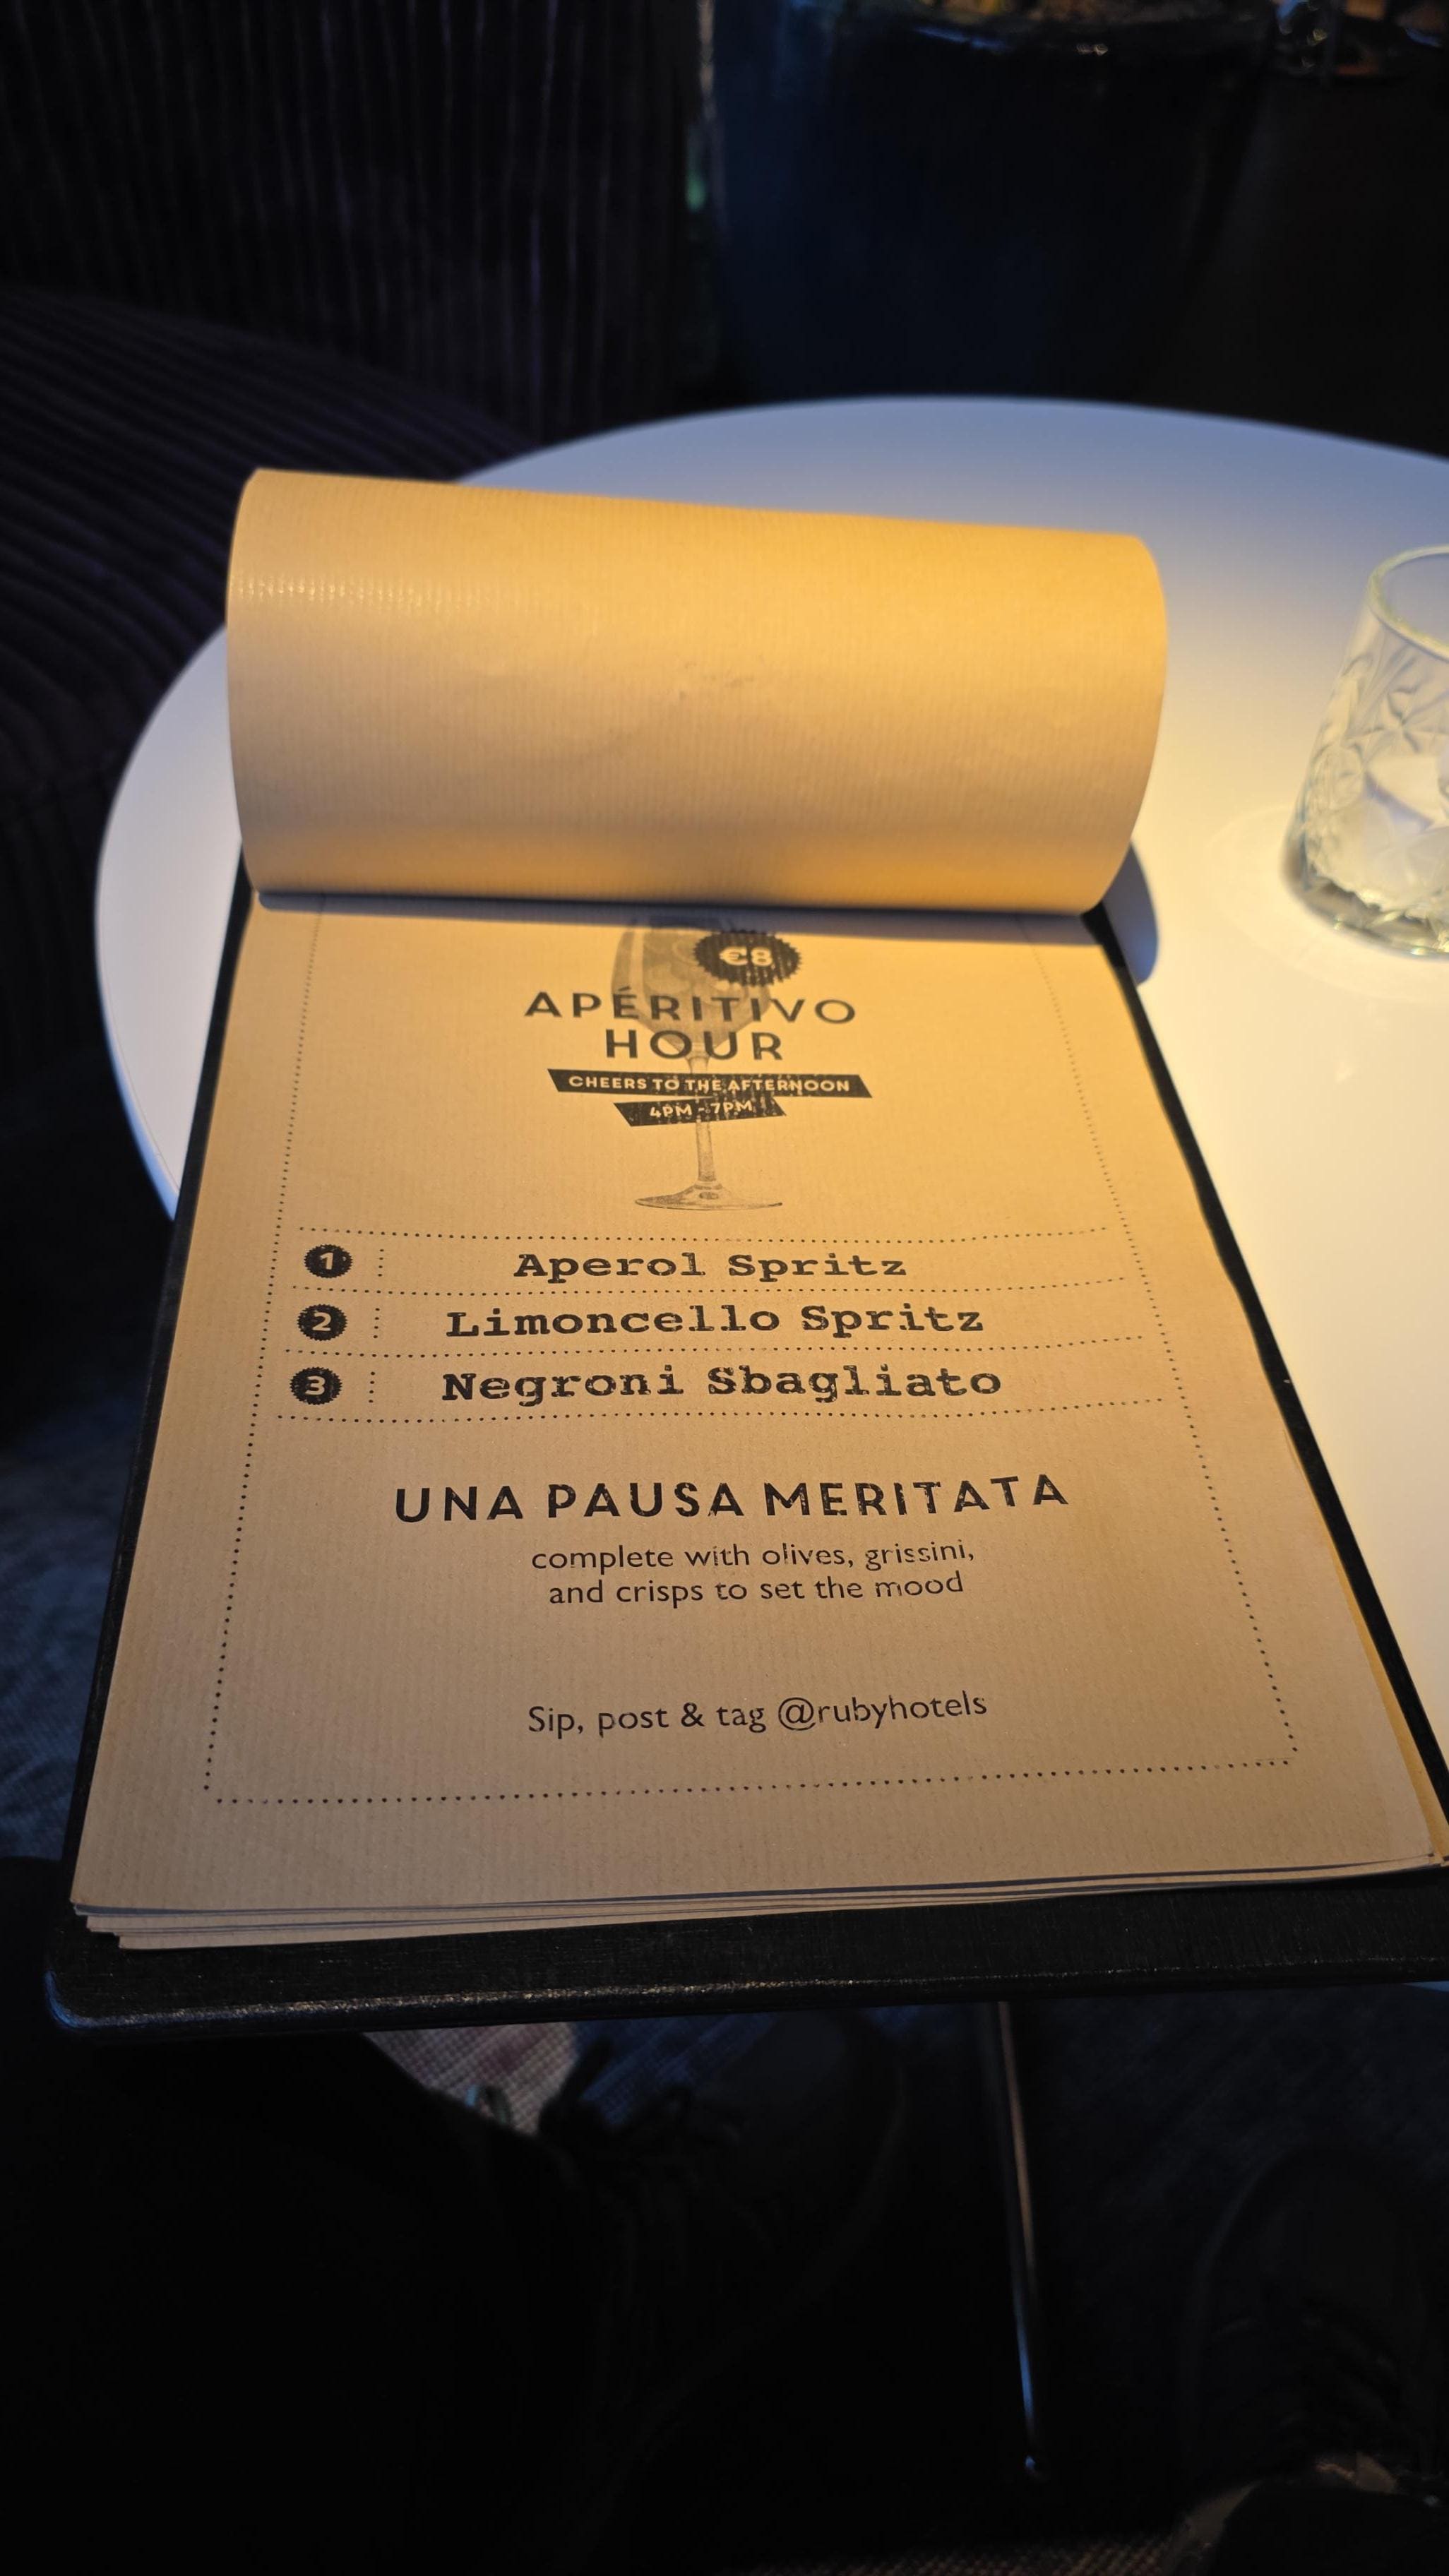 €8
APÉRITIVO
HOUR
CHEERS TO THE AFTERNOON
4PM - 7PM
1 Aperol Spritz
2 Limoncello Spritz
3 Negroni Sbagliato
UNA PAUSA MERITATA
complete with olives, grissini,
and crisps to set the mood
Sip, post & tag @rubyhotels